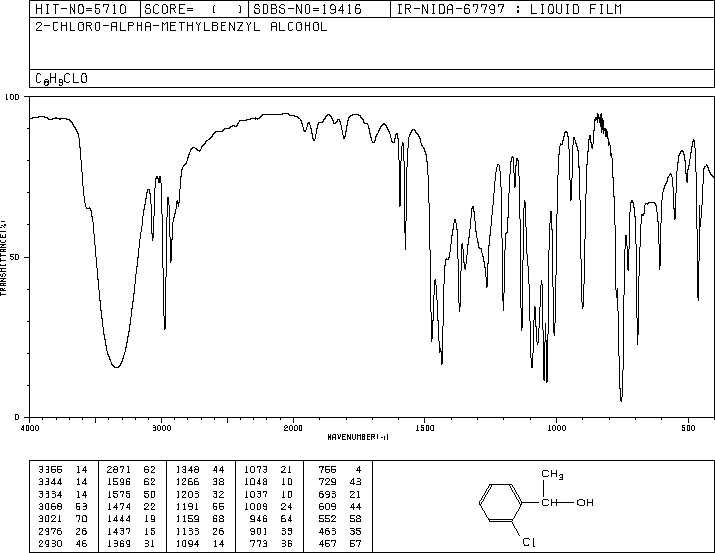 HIT-NO=5710 SCORE= ( ) SDBS-NO=19416 IR-NIDA-67797 : LIQUID FILM
2-CHLORO-ALPHA-METHYLBENZYL ALCOHOL
C8H9CLO
100
50
0
TRANSMITTANCE(%)
4000 3000 2000 1500 1000 500
WAVENUMBER(-1)
3366 14 2871 62 1348 44 1073 21 766 4
3344 14 1596 62 1266 38 1048 10 729 43
3334 14 1575 50 1203 32 1037 10 693 21
3068 53 1474 22 1191 55 1009 24 609 44
3021 70 1444 19 1159 68 946 64 552 58
2976 26 1437 15 1133 26 901 33 463 35
2930 46 1369 31 1094 14 773 36 457 57
CH3
CH OH
Cl